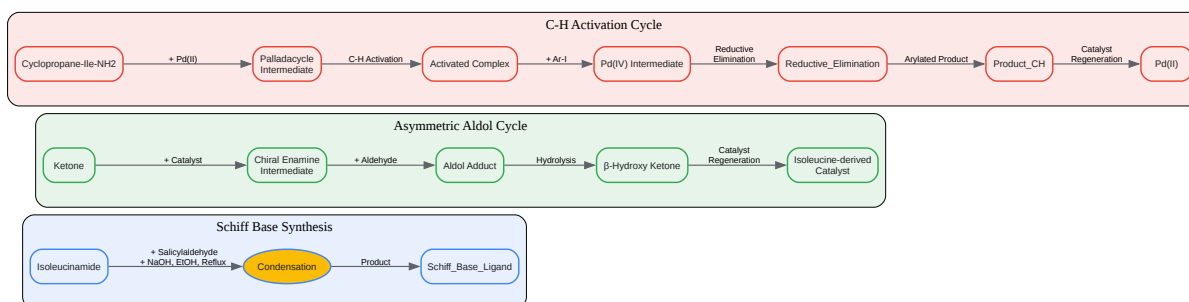 C-H Activation Cycle
Cyclopropane-Ile-NH2
+ Pd(II)
Palladacycle
Intermediate
C-H Activation
Activated Complex
+ Ar-I
Pd(IV) Intermediate
Reductive
Elimination
Reductive_Elimination
Arylated Product
Product_CH
Catalyst
Regeneration
Pd(II)
Asymmetric Aldol Cycle
Ketone
+ Catalyst
Chiral Enamine
Intermediate
+ Aldehyde
Aldol Adduct
Hydrolysis
β-Hydroxy Ketone
Catalyst
Regeneration
Isoleucine-derived
Catalyst
Schiff Base Synthesis
Isoleucinamide
+ Salicylaldehyde
+ NaOH, EtOH, Reflux
Condensation
Product
Schiff_Base_Ligand